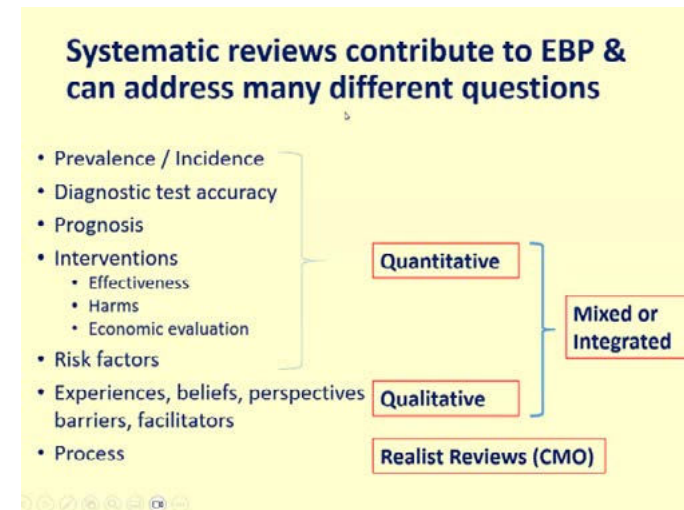 Systematic reviews contribute to EBP &
can address many different questions
• Prevalence / Incidence
• Diagnostic test accuracy
• Prognosis
• Interventions
• Effectiveness
• Harms
• Economic evaluation
• Risk factors
• Experiences, beliefs, perspectives
barriers, facilitators
• Process
Quantitative
Qualitative
Realist Reviews (CMO)
Mixed or
Integrated